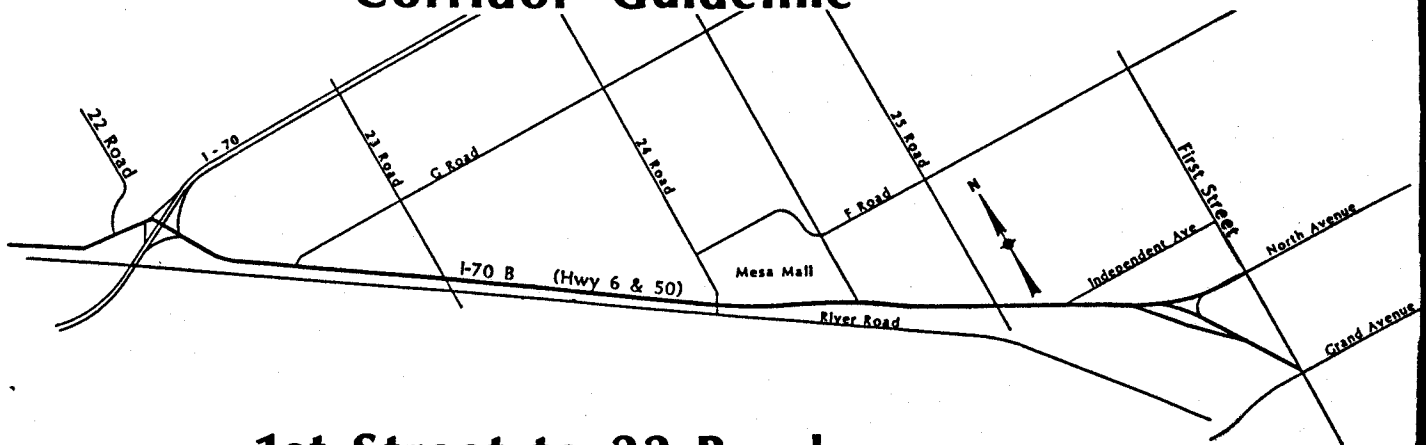 Corridor Guideline
22 Road
I-70
23 Road
G Road
24 Road
25 Road
F Road
First Street
N
North Avenue
Independent Ave
Mesa Mall
I-70 B (Hwy 6 & 50)
River Road
Grand Avenue
1st Street to 22 Road